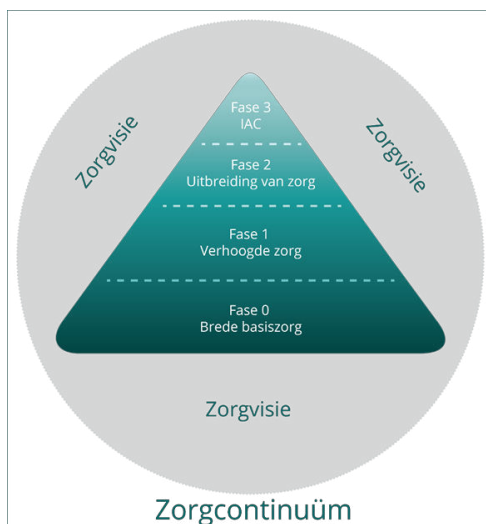 Zorgvisie
Zorgvisie
Fase 3
IAC
Fase 2
Uitbreiding van zorg
Fase 1
Verhoogde zorg
Fase 0
Brede basiszorg
Zorgvisie
Zorgcontinuüm